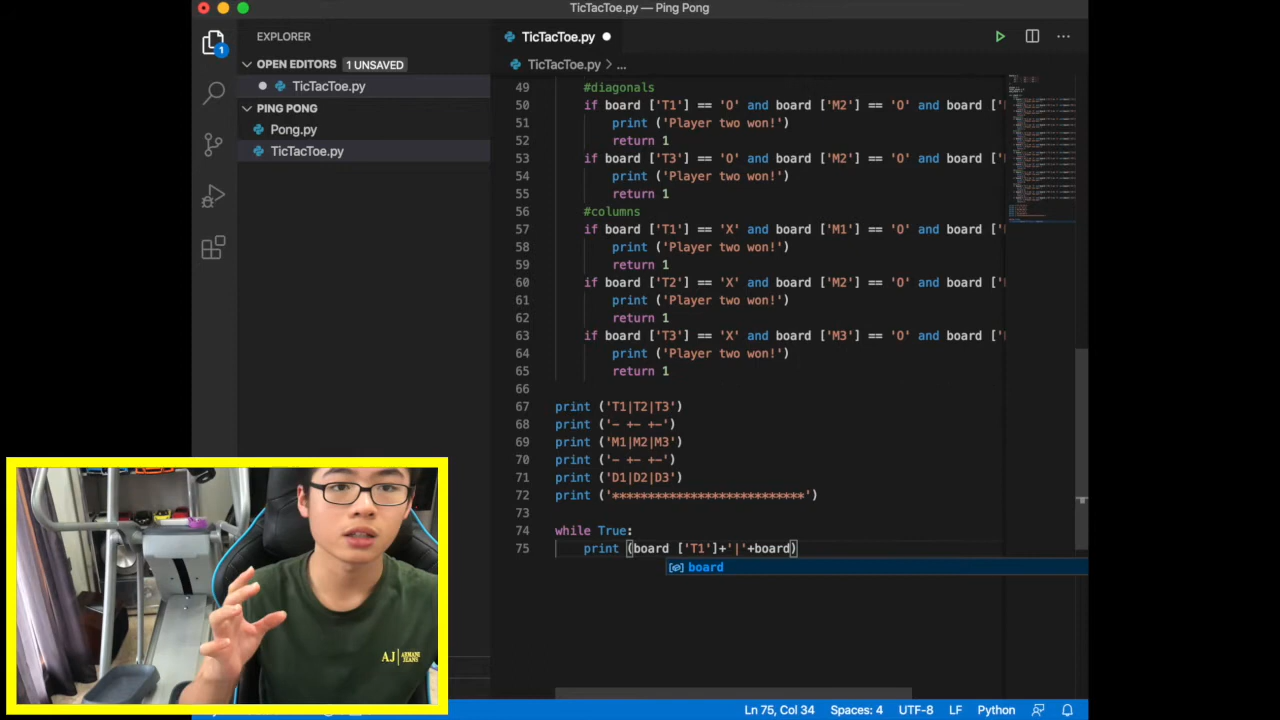 TicTacToe.py — Ping Pong
EXPLORER
OPEN EDITORS 1 UNSAVED
TicTacToe.py
PING PONG
Pong.py
TicTacToe.py
1
TicTacToe.py
TicTacToe.py > ...
49 #diagonals
50 if board ['T1'] == 'O' and board ['M2'] == 'O' and board ['
51 print ('Player two won!')
52 return 1
53 if board ['T3'] == 'O' and board ['M2'] == 'O' and board ['
54 print ('Player two won!')
55 return 1
56 #columns
57 if board ['T1'] == 'X' and board ['M1'] == 'O' and board ['
58 print ('Player two won!')
59 return 1
60 if board ['T2'] == 'X' and board ['M2'] == 'O' and board ['
61 print ('Player two won!')
62 return 1
63 if board ['T3'] == 'X' and board ['M3'] == 'O' and board ['
64 print ('Player two won!')
65 return 1
66
67 print ('T1|T2|T3')
68 print ('- +- +-')
69 print ('M1|M2|M3')
70 print ('- +- +-')
71 print ('D1|D2|D3')
72 print ('***************************')
73
74 while True:
75 print (board ['T1']+'|'+board)
board
AJ ARMANI JEANS
Ln 75, Col 34 Spaces: 4 UTF-8 LF Python